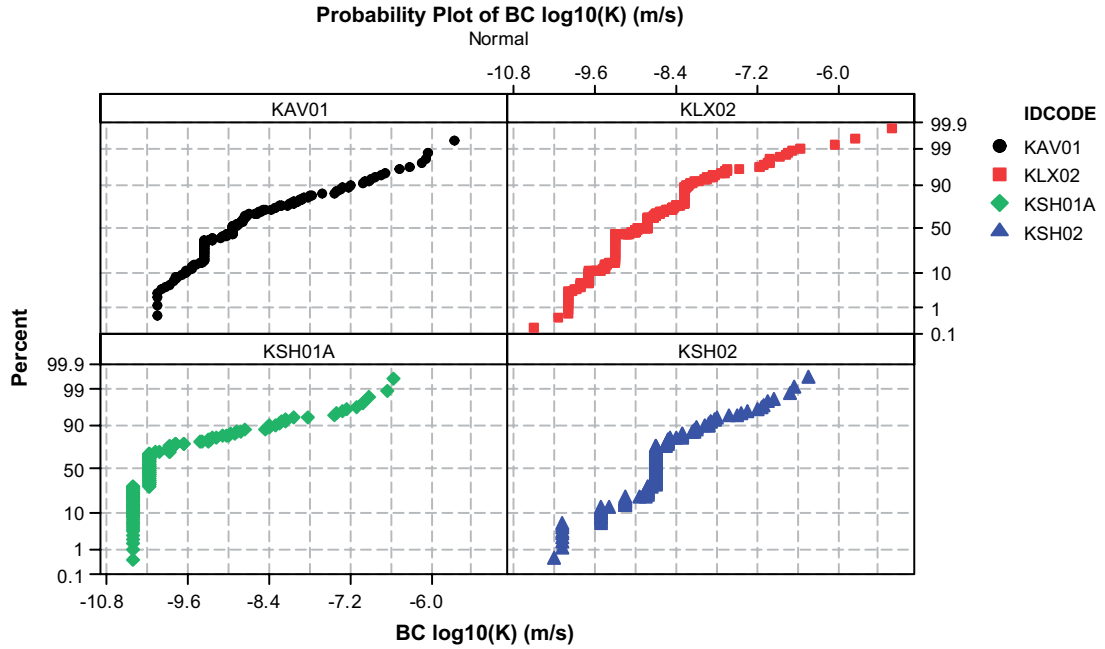 Probability Plot of BC log10(K) (m/s)
Normal
-10.8 -9.6 -8.4 -7.2 -6.0
KAV01 KLX02
IDCODE
KAV01
KLX02
KSH01A
KSH02
99.9
99
90
50
10
1
0.1
Percent
KSH01A KSH02
99.9
99
90
50
10
1
0.1
-10.8 -9.6 -8.4 -7.2 -6.0
BC log10(K) (m/s)